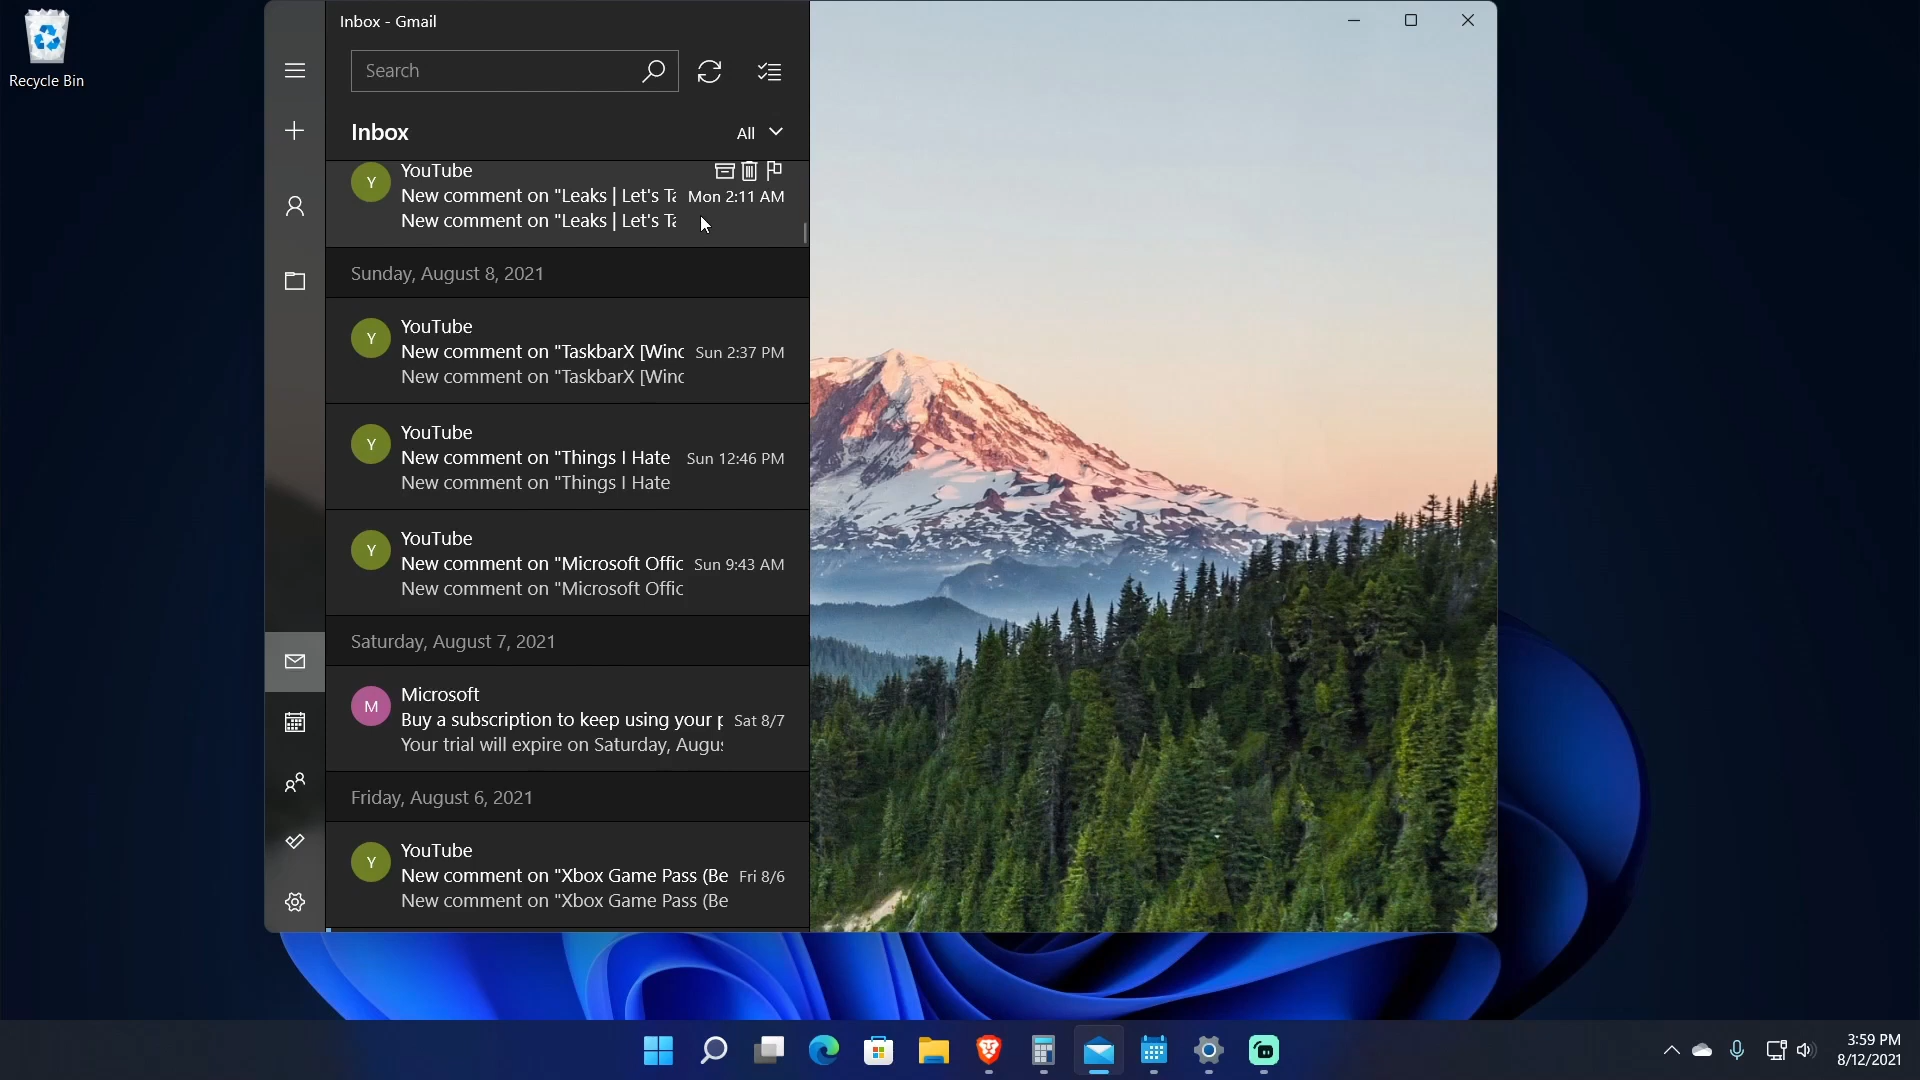 Recycle Bin
Inbox - Gmail
Search
Inbox
All
Y
YouTube
New comment on "Leaks | Let's Ta
Mon 2:11 AM
New comment on "Leaks | Let's Ta
Sunday, August 8, 2021
Y
YouTube
New comment on "TaskbarX [Winc
Sun 2:37 PM
New comment on "TaskbarX [Winc
Y
YouTube
New comment on "Things I Hate
Sun 12:46 PM
New comment on "Things I Hate
Y
YouTube
New comment on "Microsoft Offic
Sun 9:43 AM
New comment on "Microsoft Offic
Saturday, August 7, 2021
M
Microsoft
Buy a subscription to keep using your p
Sat 8/7
Your trial will expire on Saturday, Augus
Friday, August 6, 2021
Y
YouTube
New comment on "Xbox Game Pass (Be
Fri 8/6
New comment on "Xbox Game Pass (Be
3:59 PM
8/12/2021